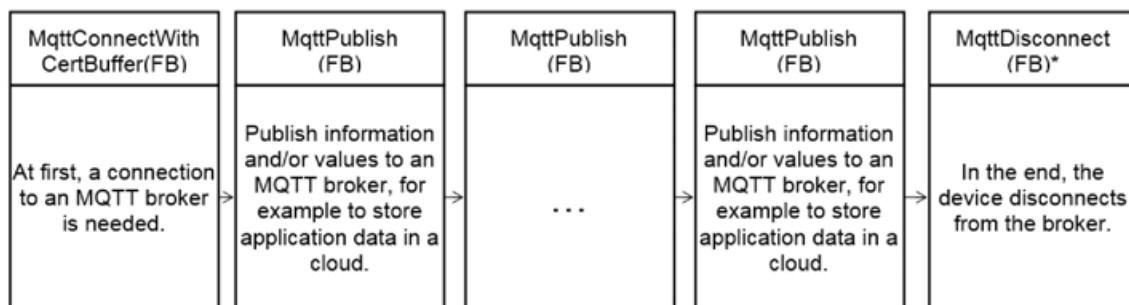 MqttConnectWith
CertBuffer(FB)
At first, a connection
to an MQTT broker
is needed.
MqttPublish
(FB)
Publish information
and/or values to an
MQTT broker, for
example to store
application data in a
cloud.
MqttPublish
(FB)
...
MqttPublish
(FB)
Publish information
and/or values to an
MQTT broker, for
example to store
application data in a
cloud.
MqttDisconnect
(FB)*
In the end, the
device disconnects
from the broker.